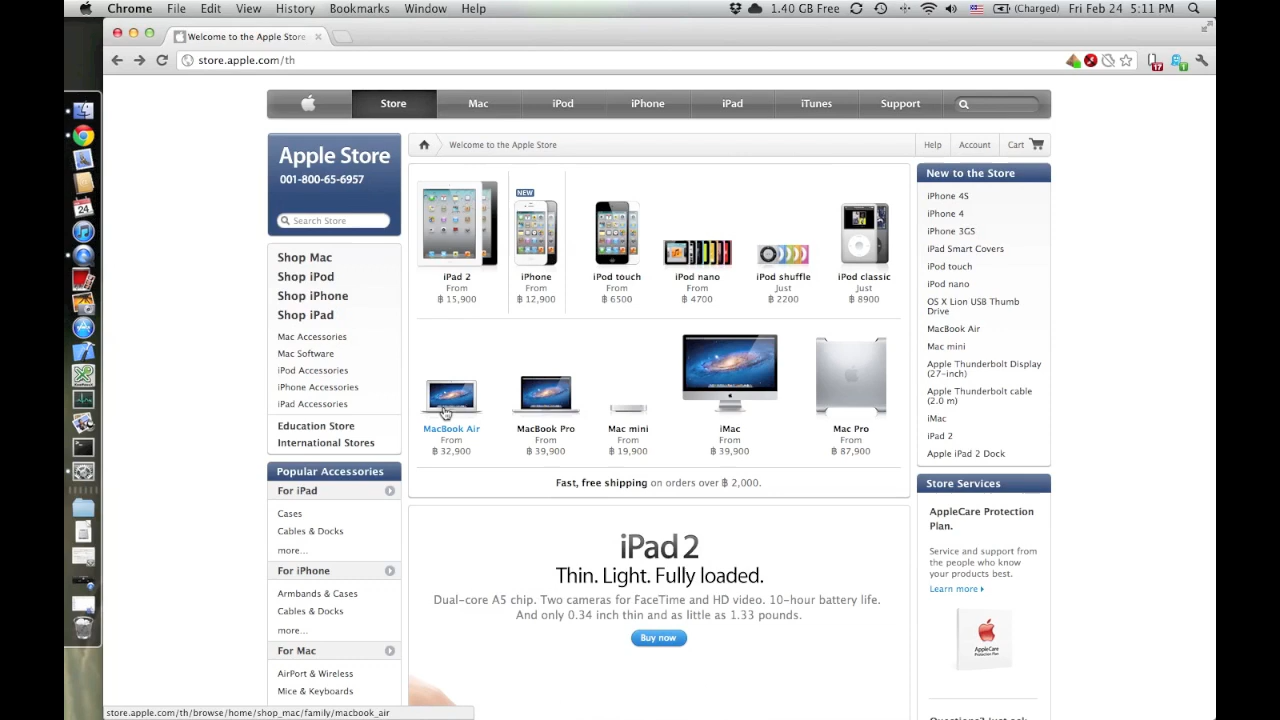 Chrome File Edit View History Bookmarks Window Help
1.40 GB Free
(Charged) Fri Feb 24 5:11 PM
Welcome to the Apple Store
store.apple.com/th
17
1
24
Store Mac iPod iPhone iPad iTunes Support
Apple Store
001-800-65-6957
Search Store
Welcome to the Apple Store
Help Account Cart
Shop Mac
Shop iPod
Shop iPhone
Shop iPad
Mac Accessories
Mac Software
iPod Accessories
iPhone Accessories
iPad Accessories
Education Store
International Stores
Popular Accessories
For iPad
Cases
Cables & Docks
more...
For iPhone
Armbands & Cases
Cables & Docks
more...
For Mac
AirPort & Wireless
Mice & Keyboards
iPad 2
From
฿ 15,900
NEW
iPhone
From
฿ 12,900
iPod touch
From
฿ 6500
iPod nano
From
฿ 4700
iPod shuffle
Just
฿ 2200
iPod classic
Just
฿ 8900
MacBook Air
From
฿ 32,900
MacBook Pro
From
฿ 39,900
Mac mini
From
฿ 19,900
iMac
From
฿ 39,900
Mac Pro
From
฿ 87,900
Fast, free shipping on orders over ฿ 2,000.
iPad 2
Thin. Light. Fully loaded.
Dual-core A5 chip. Two cameras for FaceTime and HD video. 10-hour battery life.
And only 0.34 inch thin and as little as 1.33 pounds.
Buy now
New to the Store
iPhone 4S
iPhone 4
iPhone 3GS
iPad Smart Covers
iPod touch
iPod nano
OS X Lion USB Thumb
Drive
MacBook Air
Mac mini
Apple Thunderbolt Display
(27-inch)
Apple Thunderbolt cable
(2.0 m)
iMac
iPad 2
Apple iPad 2 Dock
Store Services
AppleCare Protection
Plan.
Service and support from
the people who know
your products best.
Learn more
AppleCare
Protection Plan
Questions? Just ask
store.apple.com/th/browse/home/shop_mac/family/macbook_air